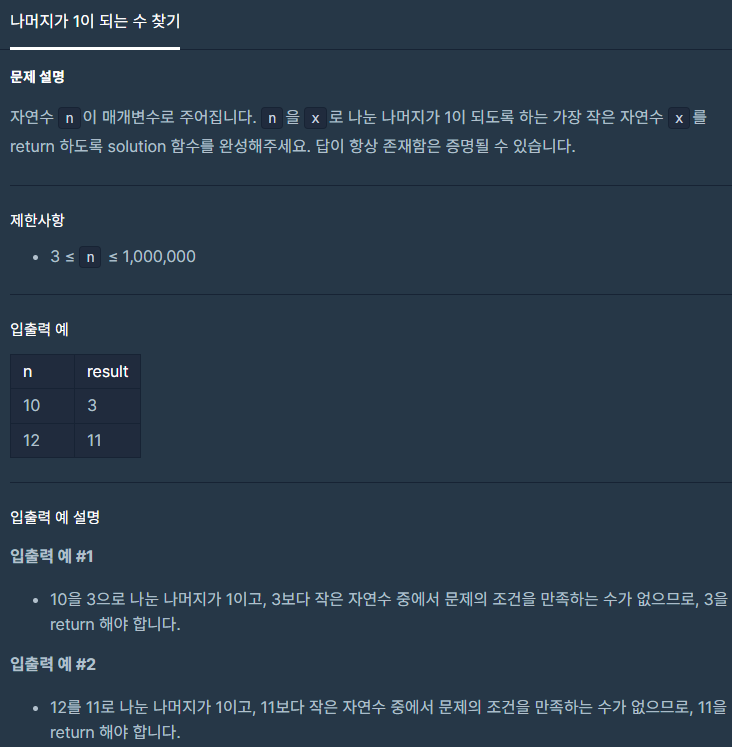 나머지가 1이 되는 수 찾기
문제 설명
자연수 n이 매개변수로 주어집니다. n을 x로 나눈 나머지가 1이 되도록 하는 가장 작은 자연수 x를
return 하도록 solution 함수를 완성해주세요. 답이 항상 존재함은 증명될 수 있습니다.
제한사항
• 3 ≤ n ≤ 1,000,000
입출력 예
n result
10 3
12 11
입출력 예 설명
입출력 예 #1
• 10을 3으로 나눈 나머지가 1이고, 3보다 작은 자연수 중에서 문제의 조건을 만족하는 수가 없으므로, 3을
return 해야 합니다.
입출력 예 #2
• 12를 11로 나눈 나머지가 1이고, 11보다 작은 자연수 중에서 문제의 조건을 만족하는 수가 없으므로, 11을
return 해야 합니다.